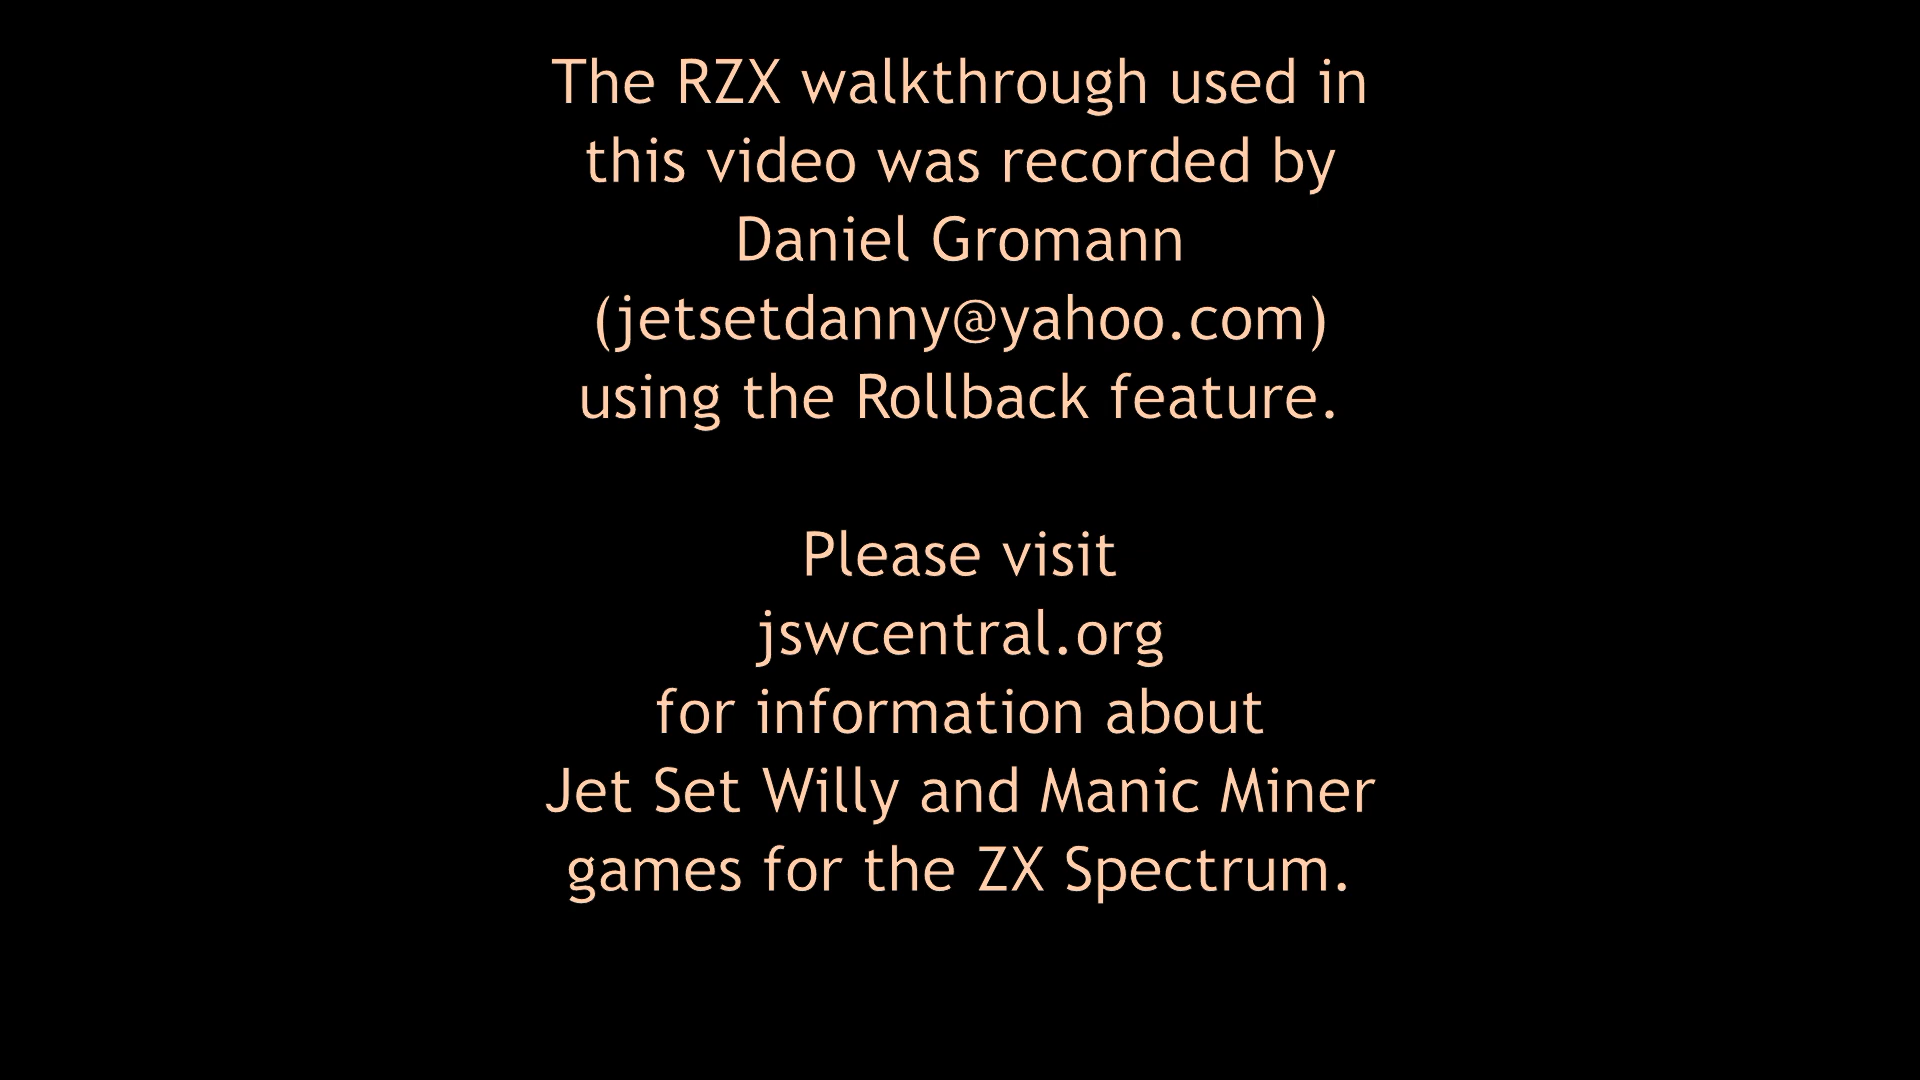 The RZX walkthrough used in
this video was recorded by
Daniel Gromann
(jetsetdanny@yahoo.com)
using the Rollback feature.
Please visit
jswcentral.org
for information about
Jet Set Willy and Manic Miner
games for the ZX Spectrum.